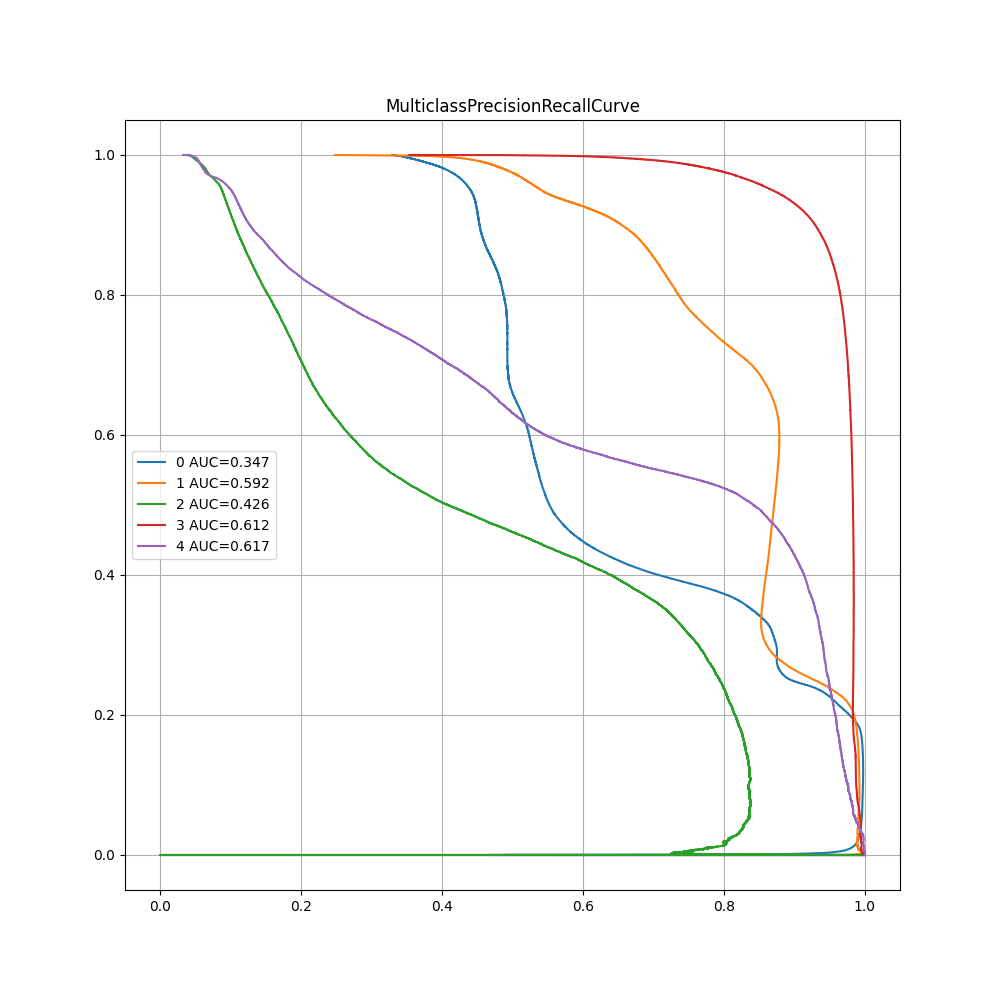 MulticlassPrecisionRecallCurve
1.0
0.8
0.6
0.4
0.2
0.0
0 AUC=0.347
1 AUC=0.592
2 AUC=0.426
3 AUC=0.612
4 AUC=0.617
0.0 0.2 0.4 0.6 0.8 1.0